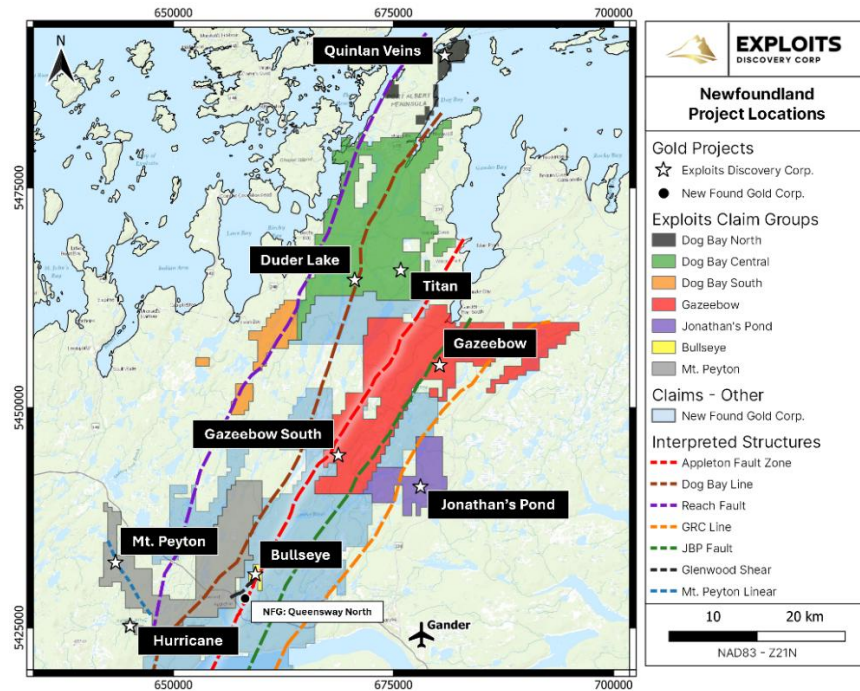 650000
675000
700000
N
Quinlan Veins
5475000
5475000
Duder Lake
Titan
Gazeebow
5450000
5450000
Gazeebow South
Jonathan's Pond
Mt. Peyton
Bullseye
NFG: Queensway North
Hurricane
Gander
5425000
5425000
650000
675000
700000
EXPLOITS
DISCOVERY CORP
Newfoundland
Project Locations
Gold Projects
Exploits Discovery Corp.
New Found Gold Corp.
Exploits Claim Groups
Dog Bay North
Dog Bay Central
Dog Bay South
Gazeebow
Jonathan's Pond
Bullseye
Mt. Peyton
Claims - Other
New Found Gold Corp.
Interpreted Structures
Appleton Fault Zone
Dog Bay Line
Reach Fault
GRC Line
JBP Fault
Glenwood Shear
Mt. Peyton Linear
10
20 km
NAD83 - Z21N